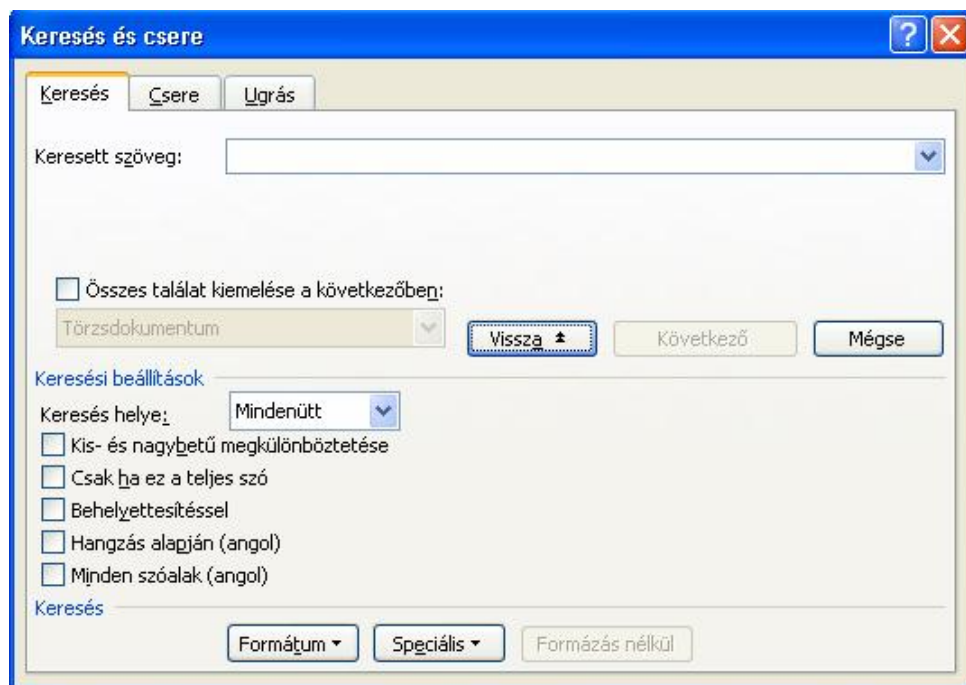 Keresés és csere
Keresés Csere Ugrás
Keresett szöveg:
Összes találat kiemelése a következőben:
Törzsdokumentum
Vissza Következő Mégse
Keresési beállítások
Keresés helye: Mindenütt
Kis- és nagybetű megkülönböztetése
Csak ha ez a teljes szó
Behelyettesítéssel
Hangzás alapján (angol)
Minden szóalak (angol)
Keresés
Formátum Speciális Formázás nélkül